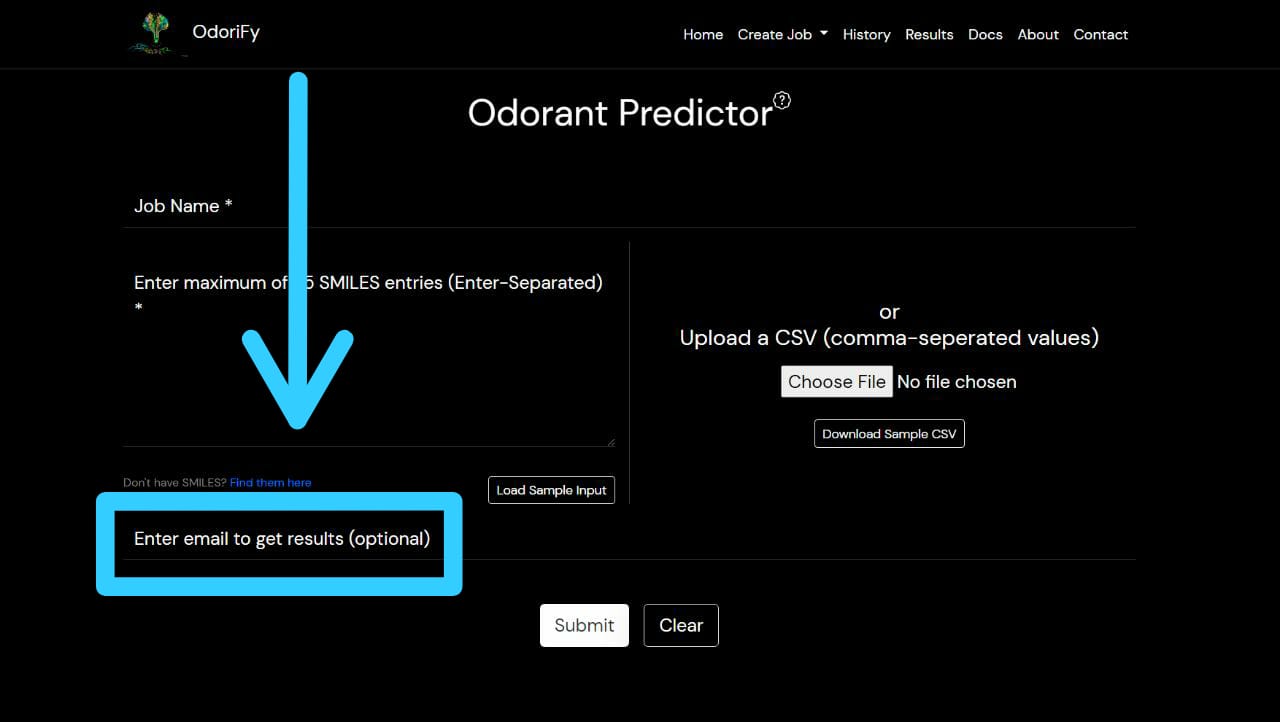 OdoriFy
Home Create Job History Results Docs About Contact
Odorant Predictor?
Job Name *
Enter maximum of 5 SMILES entries (Enter-Separated)
*
or
Upload a CSV (comma-seperated values)
Choose File No file chosen
Download Sample CSV
Don't have SMILES? Find them here
Load Sample Input
Enter email to get results (optional)
Submit Clear